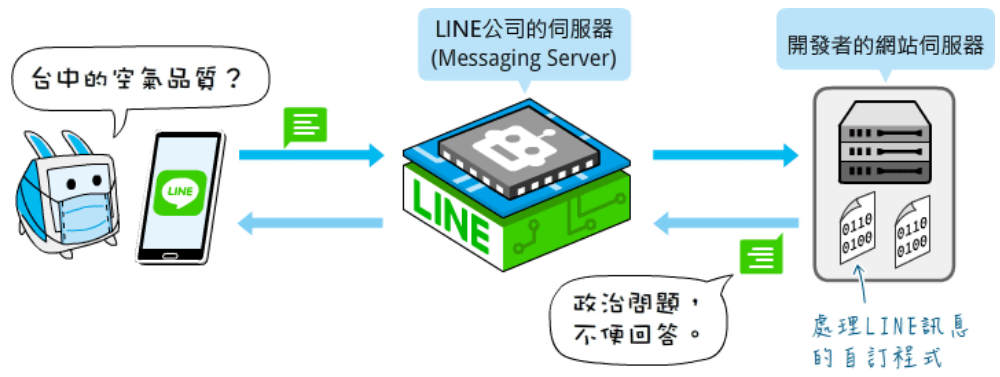 LINE公司的伺服器
(Messaging Server)
開發者的網站伺服器
台中的空氣品質？
LINE
LINE
0110
0100
0110
0100
政治問題，
不便回答。
處理LINE訊息
的自訂程式